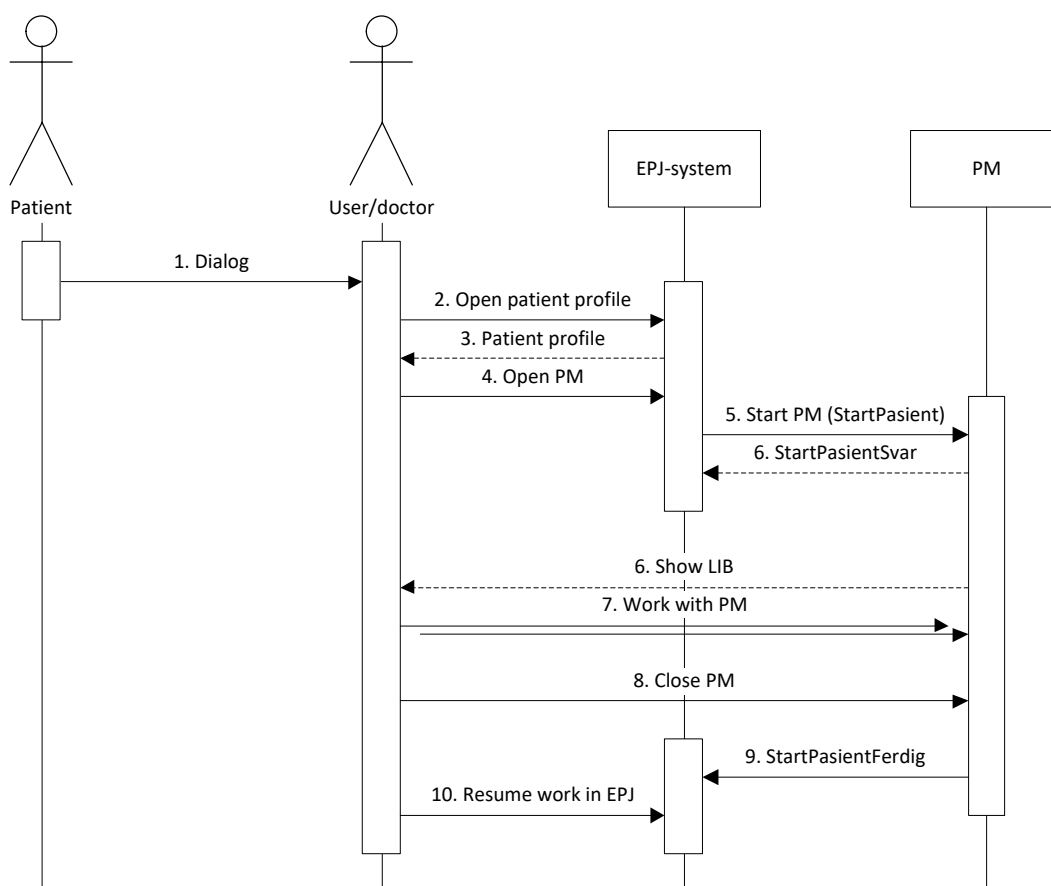 EPJ-system
PM
Patient
User/doctor
1. Dialog
2. Open patient profile
3. Patient profile
4. Open PM
5. Start PM (StartPasient)
6. StartPasientSvar
6. Show LIB
7. Work with PM
8. Close PM
9. StartPasientFerdig
10. Resume work in EPJ